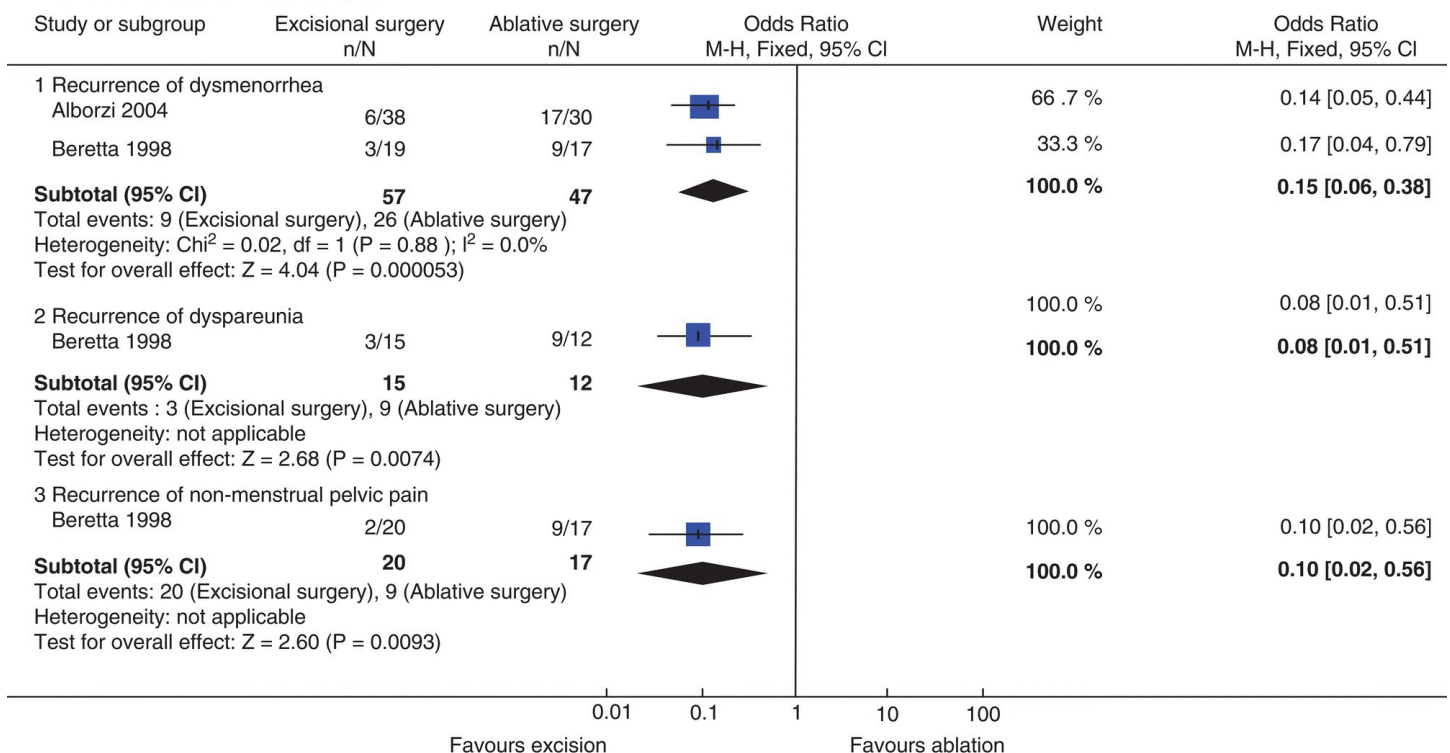 Study or subgroup Excisional surgery Ablative surgery Odds Ratio Weight Odds Ratio
n/N n/N M-H, Fixed, 95% CI M-H, Fixed, 95% CI
1 Recurrence of dysmenorrhea
Alborzi 2004 6/38 17/30 66 .7 % 0.14 [0.05, 0.44]
Beretta 1998 3/19 9/17 33.3 % 0.17 [0.04, 0.79]
Subtotal (95% CI) 57 47 100.0 % 0.15 [0.06, 0.38]
Total events: 9 (Excisional surgery), 26 (Ablative surgery)
Heterogeneity: Chi² = 0.02, df = 1 (P = 0.88 ); I² = 0.0%
Test for overall effect: Z = 4.04 (P = 0.000053)
2 Recurrence of dyspareunia 100.0 % 0.08 [0.01, 0.51]
Beretta 1998 3/15 9/12 100.0 % 0.08 [0.01, 0.51]
Subtotal (95% CI) 15 12
Total events : 3 (Excisional surgery), 9 (Ablative surgery)
Heterogeneity: not applicable
Test for overall effect: Z = 2.68 (P = 0.0074)
3 Recurrence of non-menstrual pelvic pain
Beretta 1998 2/20 9/17 100.0 % 0.10 [0.02, 0.56]
Subtotal (95% CI) 20 17 100.0 % 0.10 [0.02, 0.56]
Total events: 20 (Excisional surgery), 9 (Ablative surgery)
Heterogeneity: not applicable
Test for overall effect: Z = 2.60 (P = 0.0093)
0.01 0.1 1 10 100
Favours excision Favours ablation